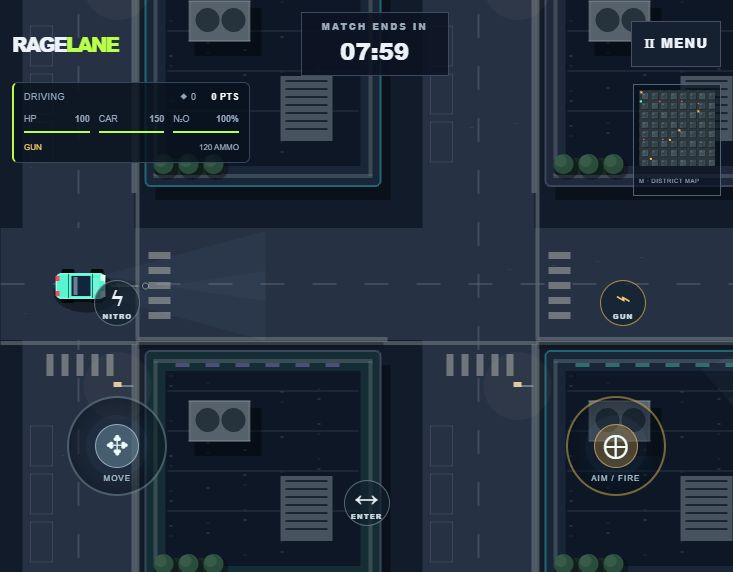 RAGELANE
MATCH ENDS IN
07:59
II MENU
DRIVING ◆ 0 0 PTS
HP 100 CAR 150 N₂O 100%
GUN 120 AMMO
M · DISTRICT MAP
NITRO
GUN
MOVE
AIM / FIRE
ENTER